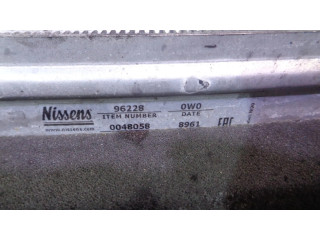 Nissens 96228 0W0
ITEM NUMBER DATE
www.nissens.com 0048058 8961 EAC